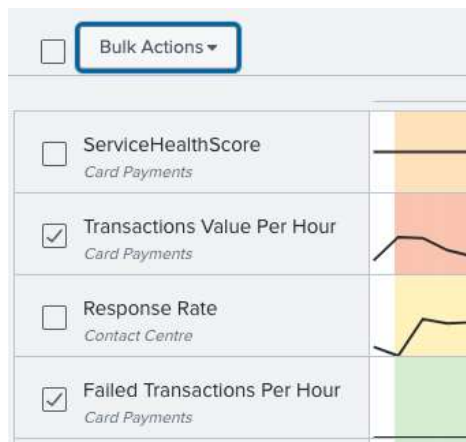 Bulk Actions
ServiceHealthScore
Card Payments
Transactions Value Per Hour
Card Payments
Response Rate
Contact Centre
Failed Transactions Per Hour
Card Payments